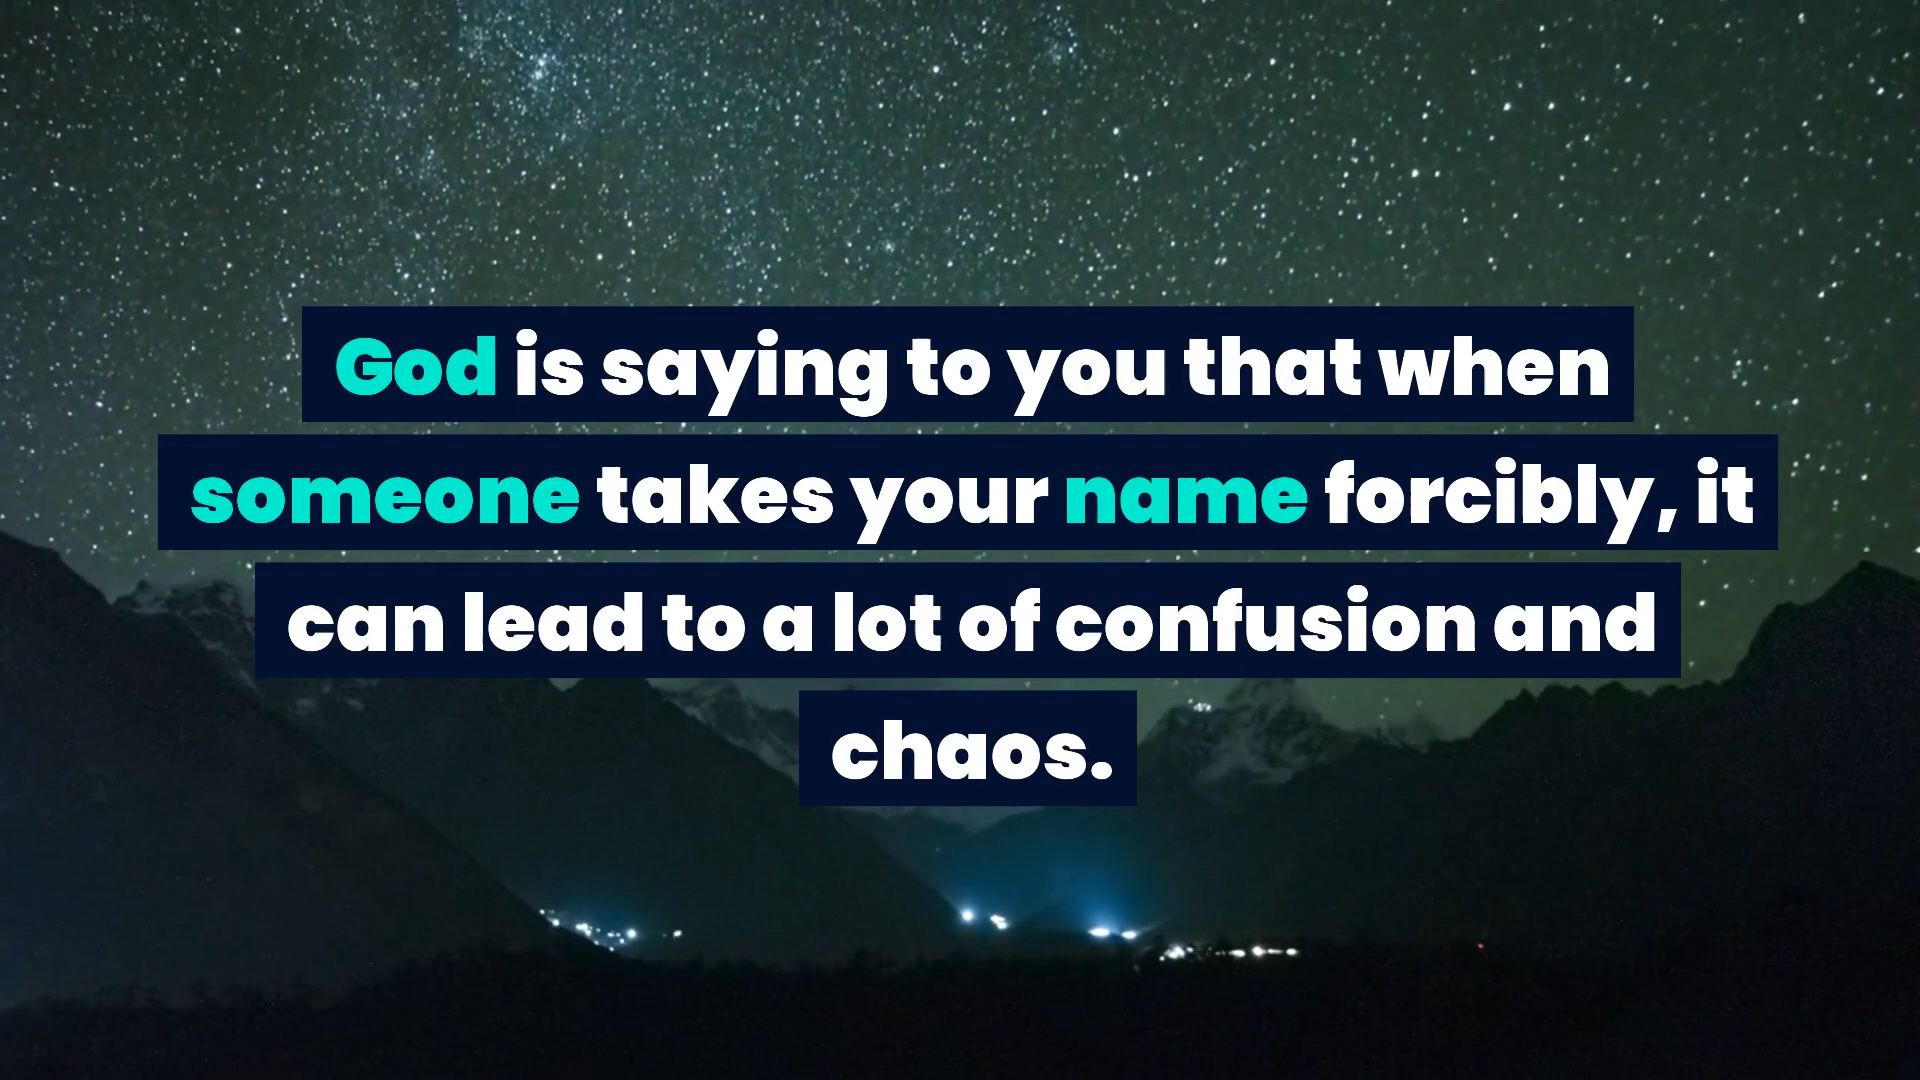 God is saying to you that when
someone takes your name forcibly, it
can lead to a lot of confusion and
chaos.